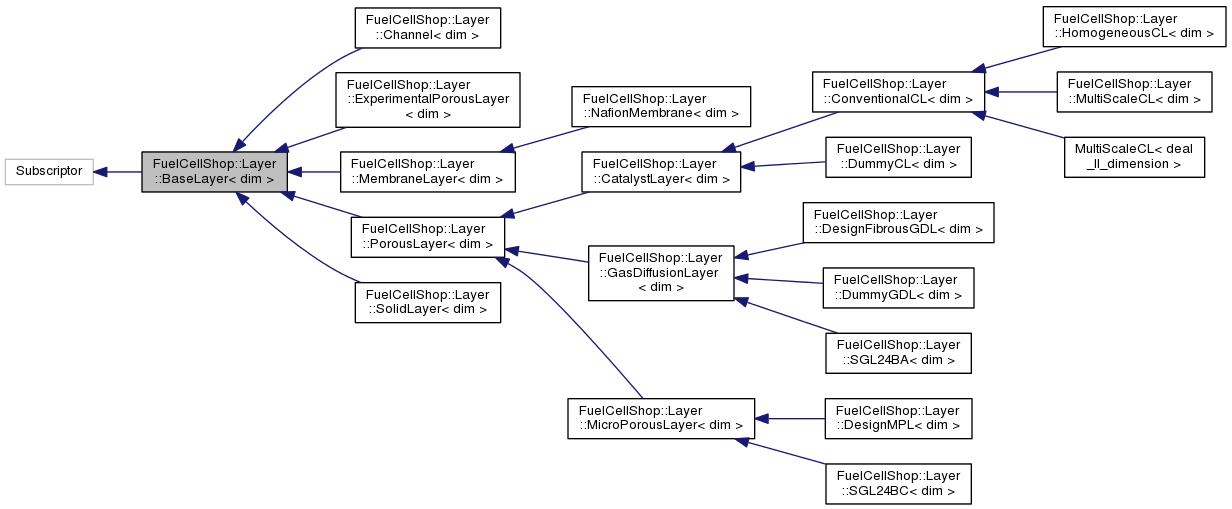 Subscriptor
FuelCellShop::Layer
::BaseLayer< dim >
FuelCellShop::Layer
::Channel< dim >
FuelCellShop::Layer
::ExperimentalPorousLayer
< dim >
FuelCellShop::Layer
::MembraneLayer< dim >
FuelCellShop::Layer
::PorousLayer< dim >
FuelCellShop::Layer
::SolidLayer< dim >
FuelCellShop::Layer
::NafionMembrane< dim >
FuelCellShop::Layer
::CatalystLayer< dim >
FuelCellShop::Layer
::GasDiffusionLayer
< dim >
FuelCellShop::Layer
::MicroPorousLayer< dim >
FuelCellShop::Layer
::ConventionalCL< dim >
FuelCellShop::Layer
::DummyCL< dim >
FuelCellShop::Layer
::DesignFibrousGDL< dim >
FuelCellShop::Layer
::DummyGDL< dim >
FuelCellShop::Layer
::SGL24BA< dim >
FuelCellShop::Layer
::DesignMPL< dim >
FuelCellShop::Layer
::SGL24BC< dim >
FuelCellShop::Layer
::HomogeneousCL< dim >
FuelCellShop::Layer
::MultiScaleCL< dim >
MultiScaleCL< deal
_II_dimension >